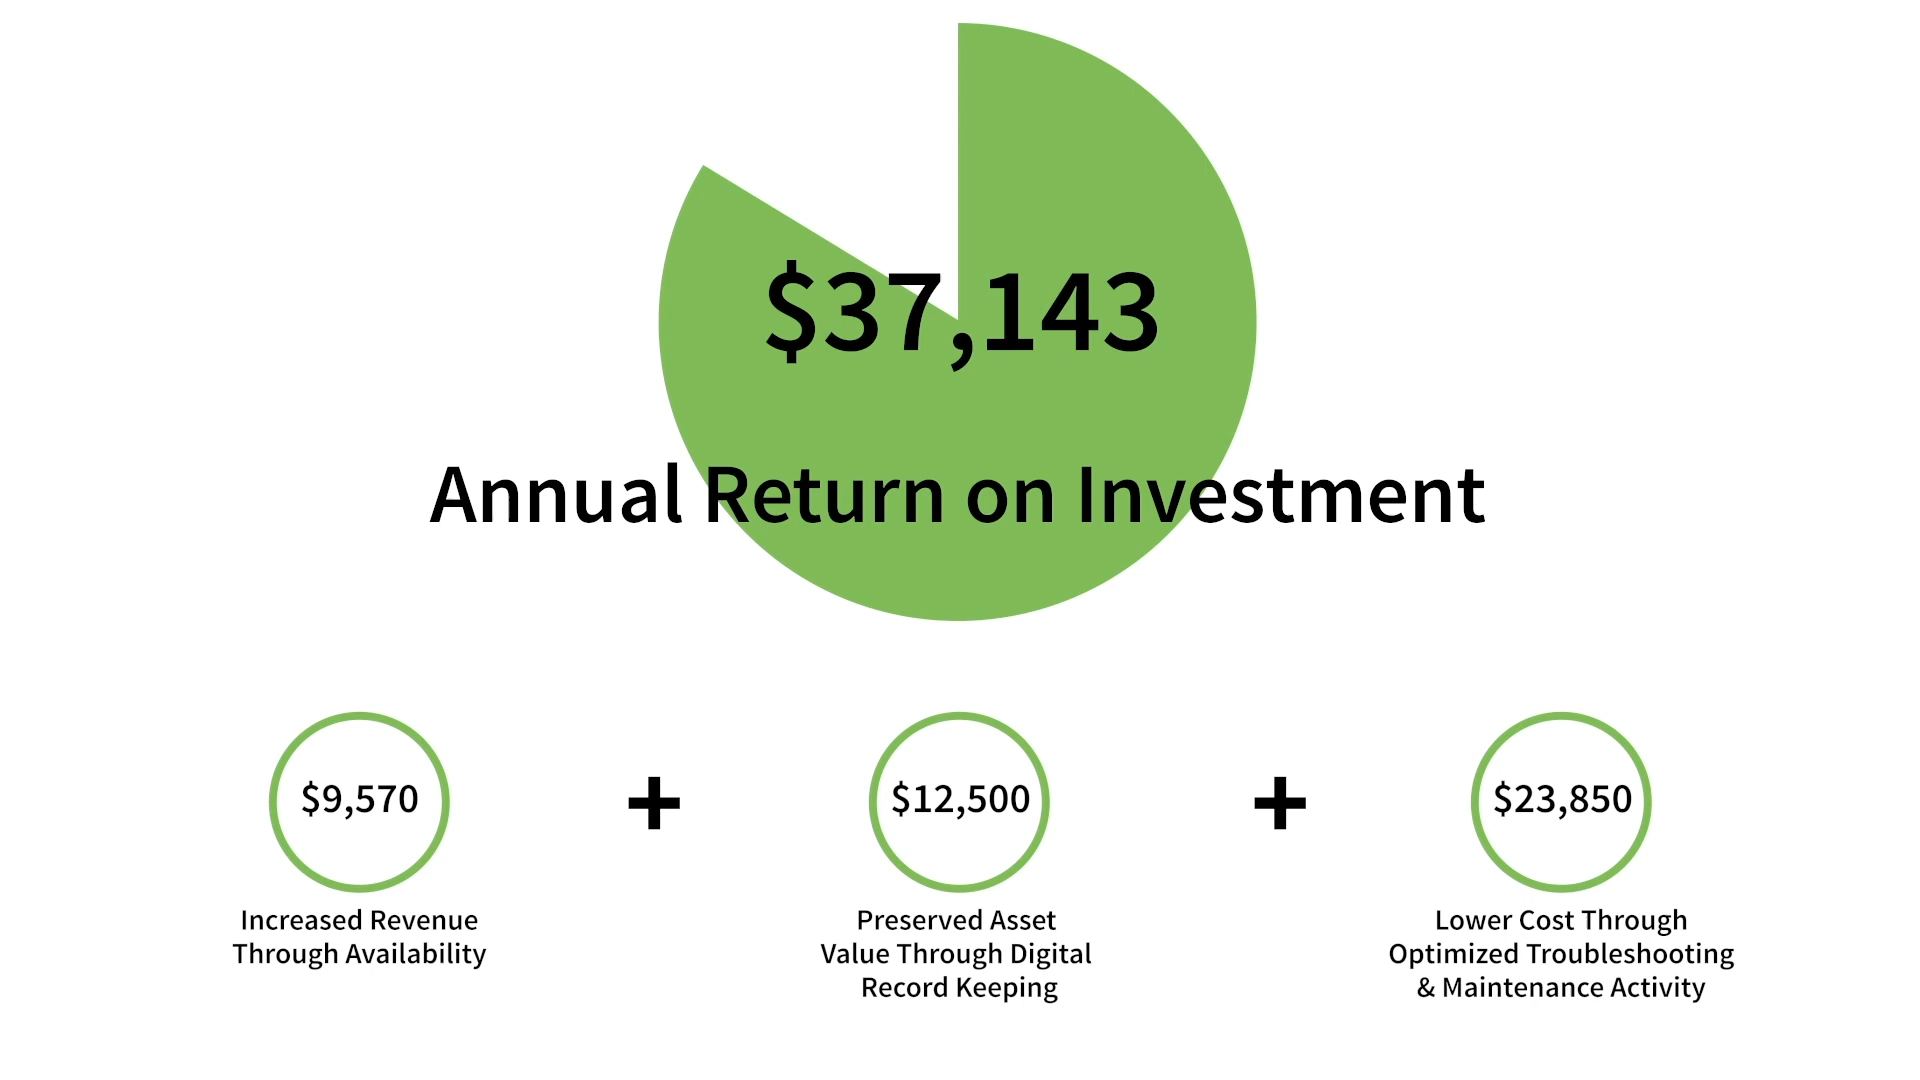 $37,143
Annual Return on Investment
$9,570
+
$12,500
+
$23,850
Increased Revenue
Through Availability
Preserved Asset
Value Through Digital
Record Keeping
Lower Cost Through
Optimized Troubleshooting
& Maintenance Activity